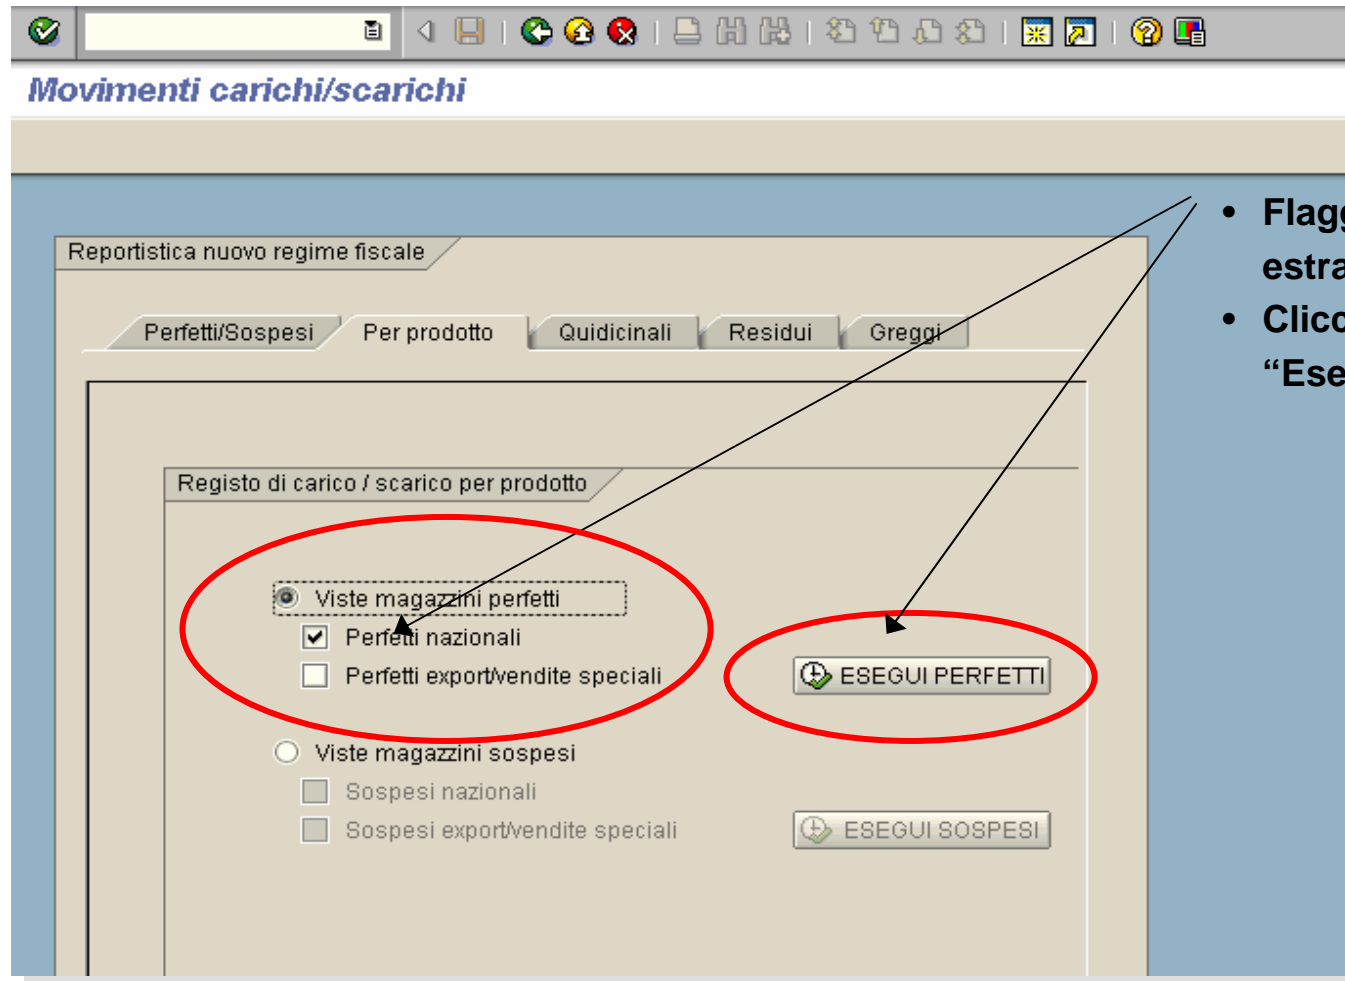 Movimenti carichi/scarichi
Reportistica nuovo regime fiscale
Perfetti/Sospesi Per prodotto Quidicinali Residui Greggi
Registo di carico / scarico per prodotto
Viste magazzini perfetti
Perfetti nazionali
Perfetti export/vendite speciali
ESEGUI PERFETTI
Viste magazzini sospesi
Sospesi nazionali
Sospesi export/vendite speciali
ESEGUI SOSPESI
•
•